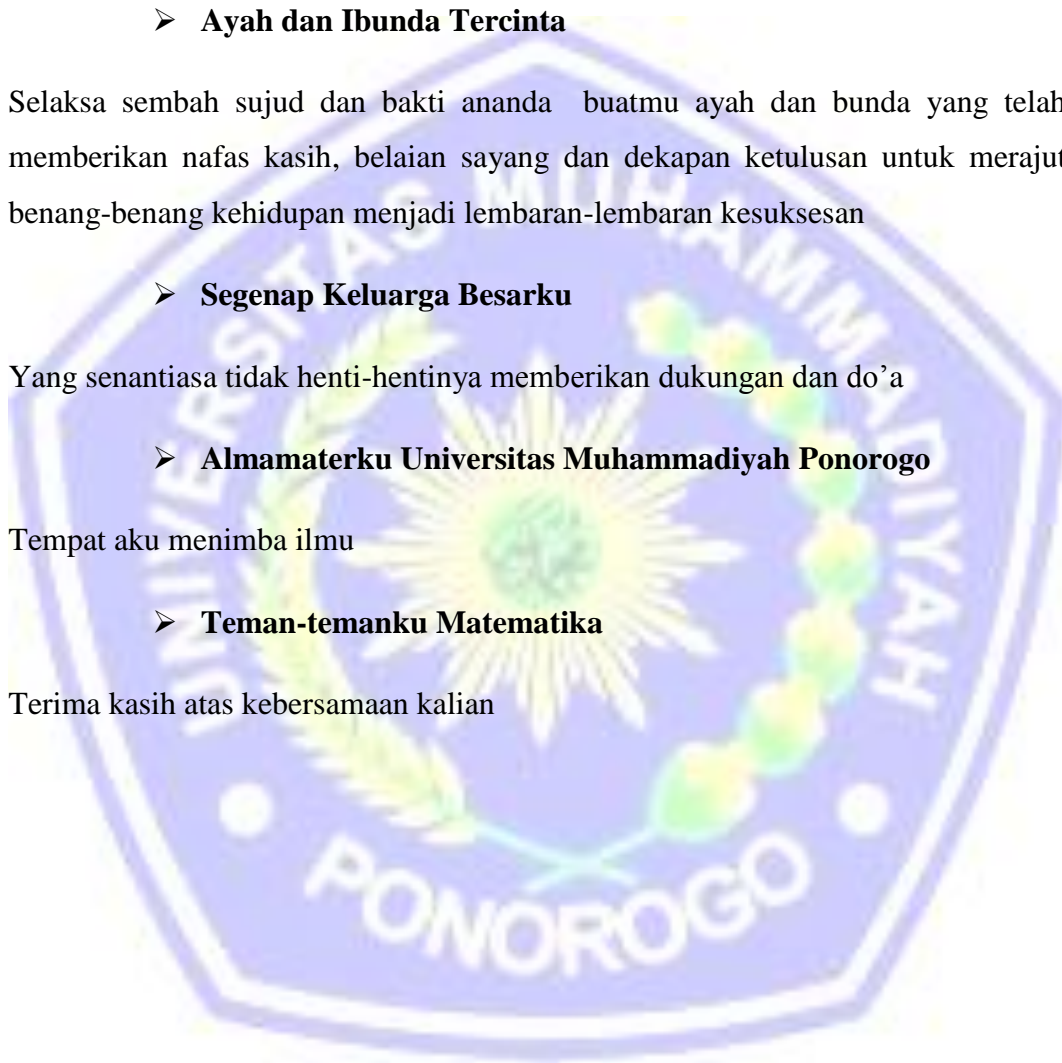 ➢ Ayah dan Ibunda Tercinta
Selaksa sembah sujud dan bakti ananda buatmu ayah dan bunda yang telah
memberikan nafas kasih, belaian sayang dan dekapan ketulusan untuk merajut
benang-benang kehidupan menjadi lembaran-lembaran kesuksesan
➢ Segenap Keluarga Besarku
Yang senantiasa tidak henti-hentinya memberikan dukungan dan do’a
➢ Almamaterku Universitas Muhammadiyah Ponorogo
Tempat aku menimba ilmu
➢ Teman-temanku Matematika
Terima kasih atas kebersamaan kalian
UNIVERSITAS MUHAMMADIYAH
PONOROGO